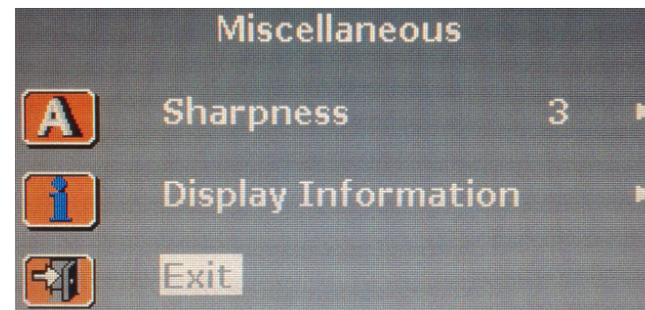 Miscellaneous
A Sharpness 3
i Display Information
Exit